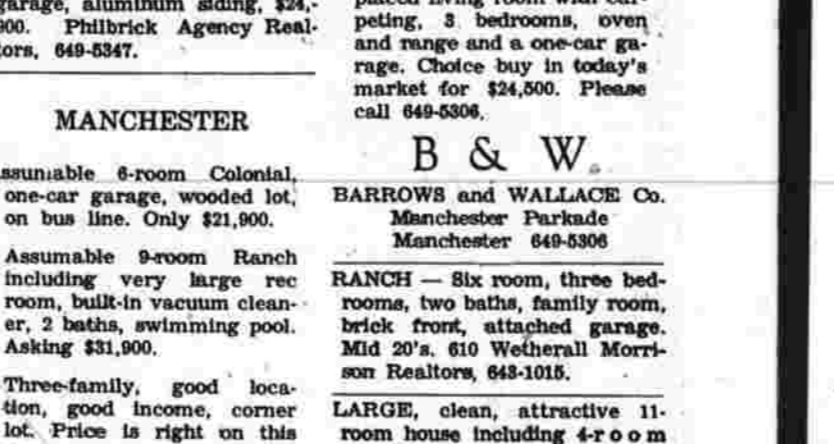 garage, aluminum siding, $24,-
900. Philbrick Agency Real-
tors, 649-5347.
MANCHESTER
Assumable 6-room Colonial,
one-car garage, wooded lot,
on bus line. Only $21,900.
Assumable 9-room Ranch
including very large rec
room, built-in vacuum clean-
er, 2 baths, swimming pool.
Asking $31,900.
Three-family, good loca-
tion, good income, corner
lot. Price is right on this
placed living room with car-
peting, 3 bedrooms, oven
and range and a one-car ga-
rage. Choice buy in today's
market for $24,500. Please
call 649-5306.
B & W
BARROWS and WALLACE Co.
Manchester Parkade
Manchester 649-5306
RANCH — Six room, three bed-
rooms, two baths, family room,
brick front, attached garage.
Mid 20's. 610 Wetherall Morri-
son Realtors, 643-1015.
LARGE, clean, attractive 11-
room house including 4-room